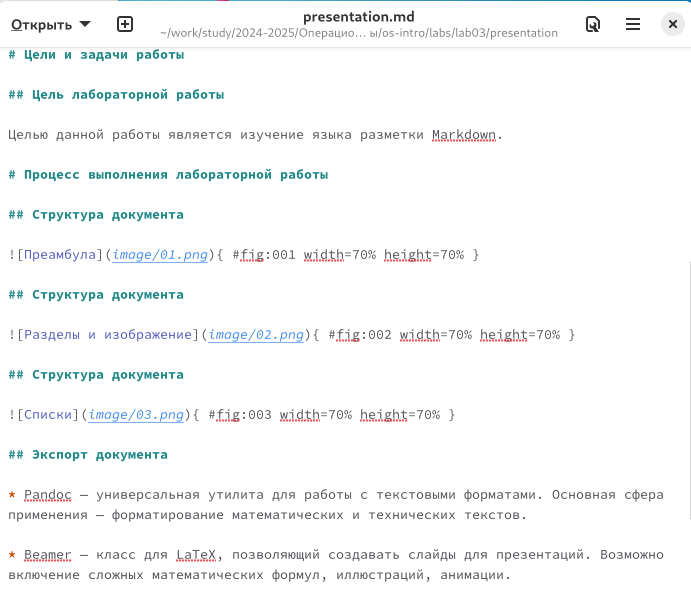 Открыть
presentation.md
~/work/study/2024-2025/Операцио… ы/os-intro/labs/lab03/presentation
# Цели и задачи работы
## Цель лабораторной работы
Целью данной работы является изучение языка разметки Markdown.
# Процесс выполнения лабораторной работы
## Структура документа
![Преамбула](image/01.png){ #fig:001 width=70% height=70% }
## Структура документа
![Разделы и изображение](image/02.png){ #fig:002 width=70% height=70% }
## Структура документа
![Списки](image/03.png){ #fig:003 width=70% height=70% }
## Экспорт документа
* Pandoc — универсальная утилита для работы с текстовыми форматами. Основная сфера
применения — форматирование математических и технических текстов.
* Beamer — класс для LaTeX, позволяющий создавать слайды для презентаций. Возможно
включение сложных математических формул, иллюстраций, анимации.